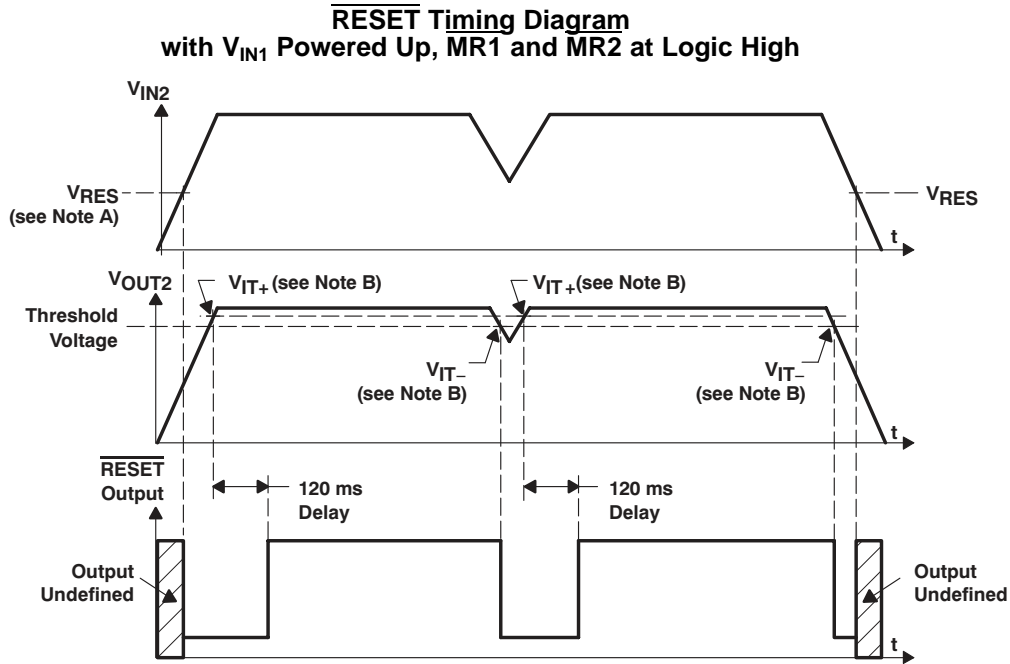 RESET Timing Diagram
with VIN1 Powered Up, MR1 and MR2 at Logic High
VIN2
VRES
(see Note A)
VRES
t
VOUT2
VIT+ (see Note B)
VIT+(see Note B)
Threshold
Voltage
VIT–
(see Note B)
VIT–
(see Note B)
t
RESET
Output
120 ms
Delay
120 ms
Delay
Output
Undefined
Output
Undefined
t